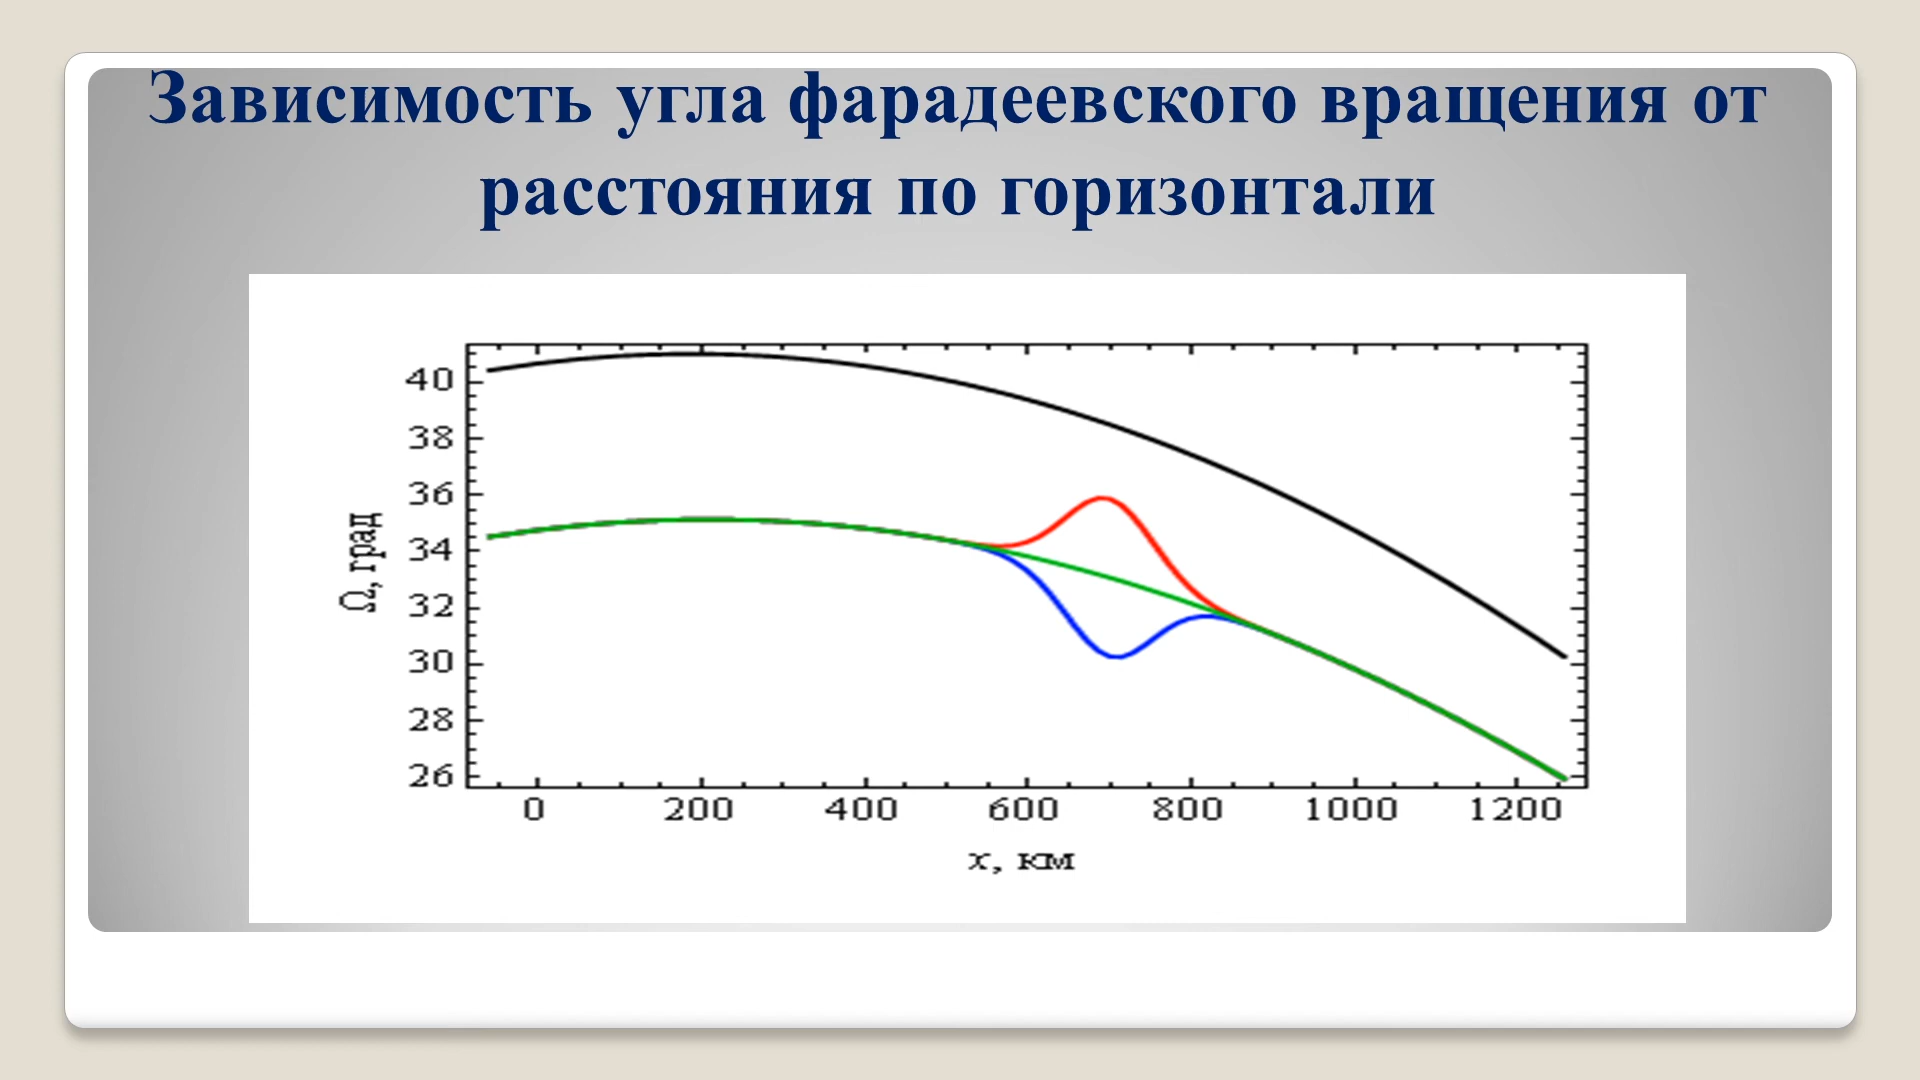 Зависимость угла фарадеевского вращения от
расстояния по горизонтали
40
38
36
34
32
30
28
26
Ω, град
0 200 400 600 800 1000 1200
x, км